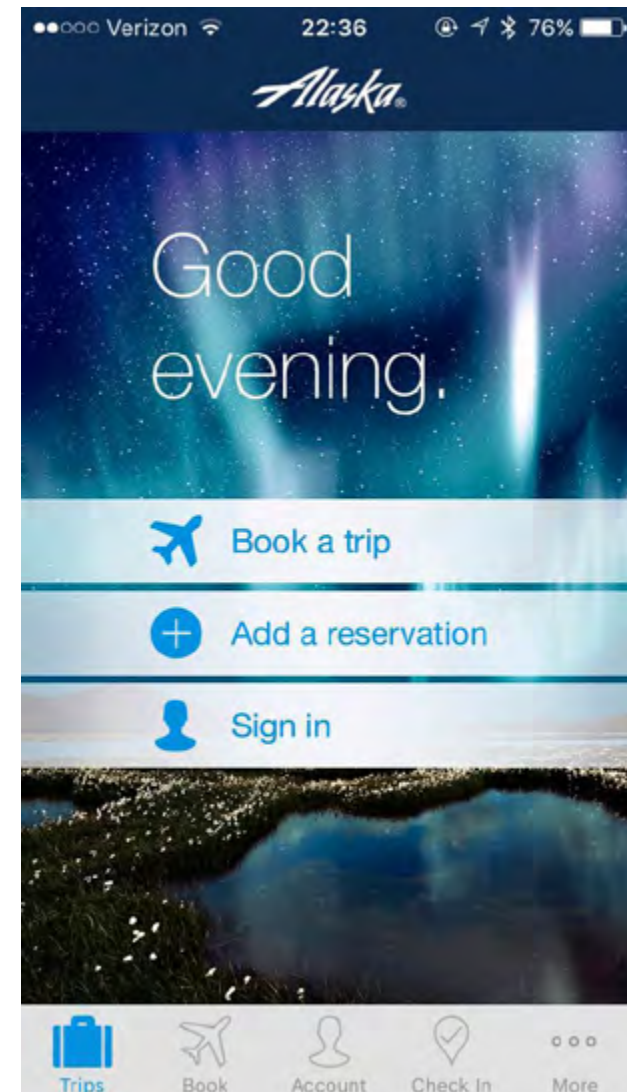 Verizon 22:36 76%
Alaska®
Good
evening.
Book a trip
Add a reservation
Sign in
Trips Book Account Check In More